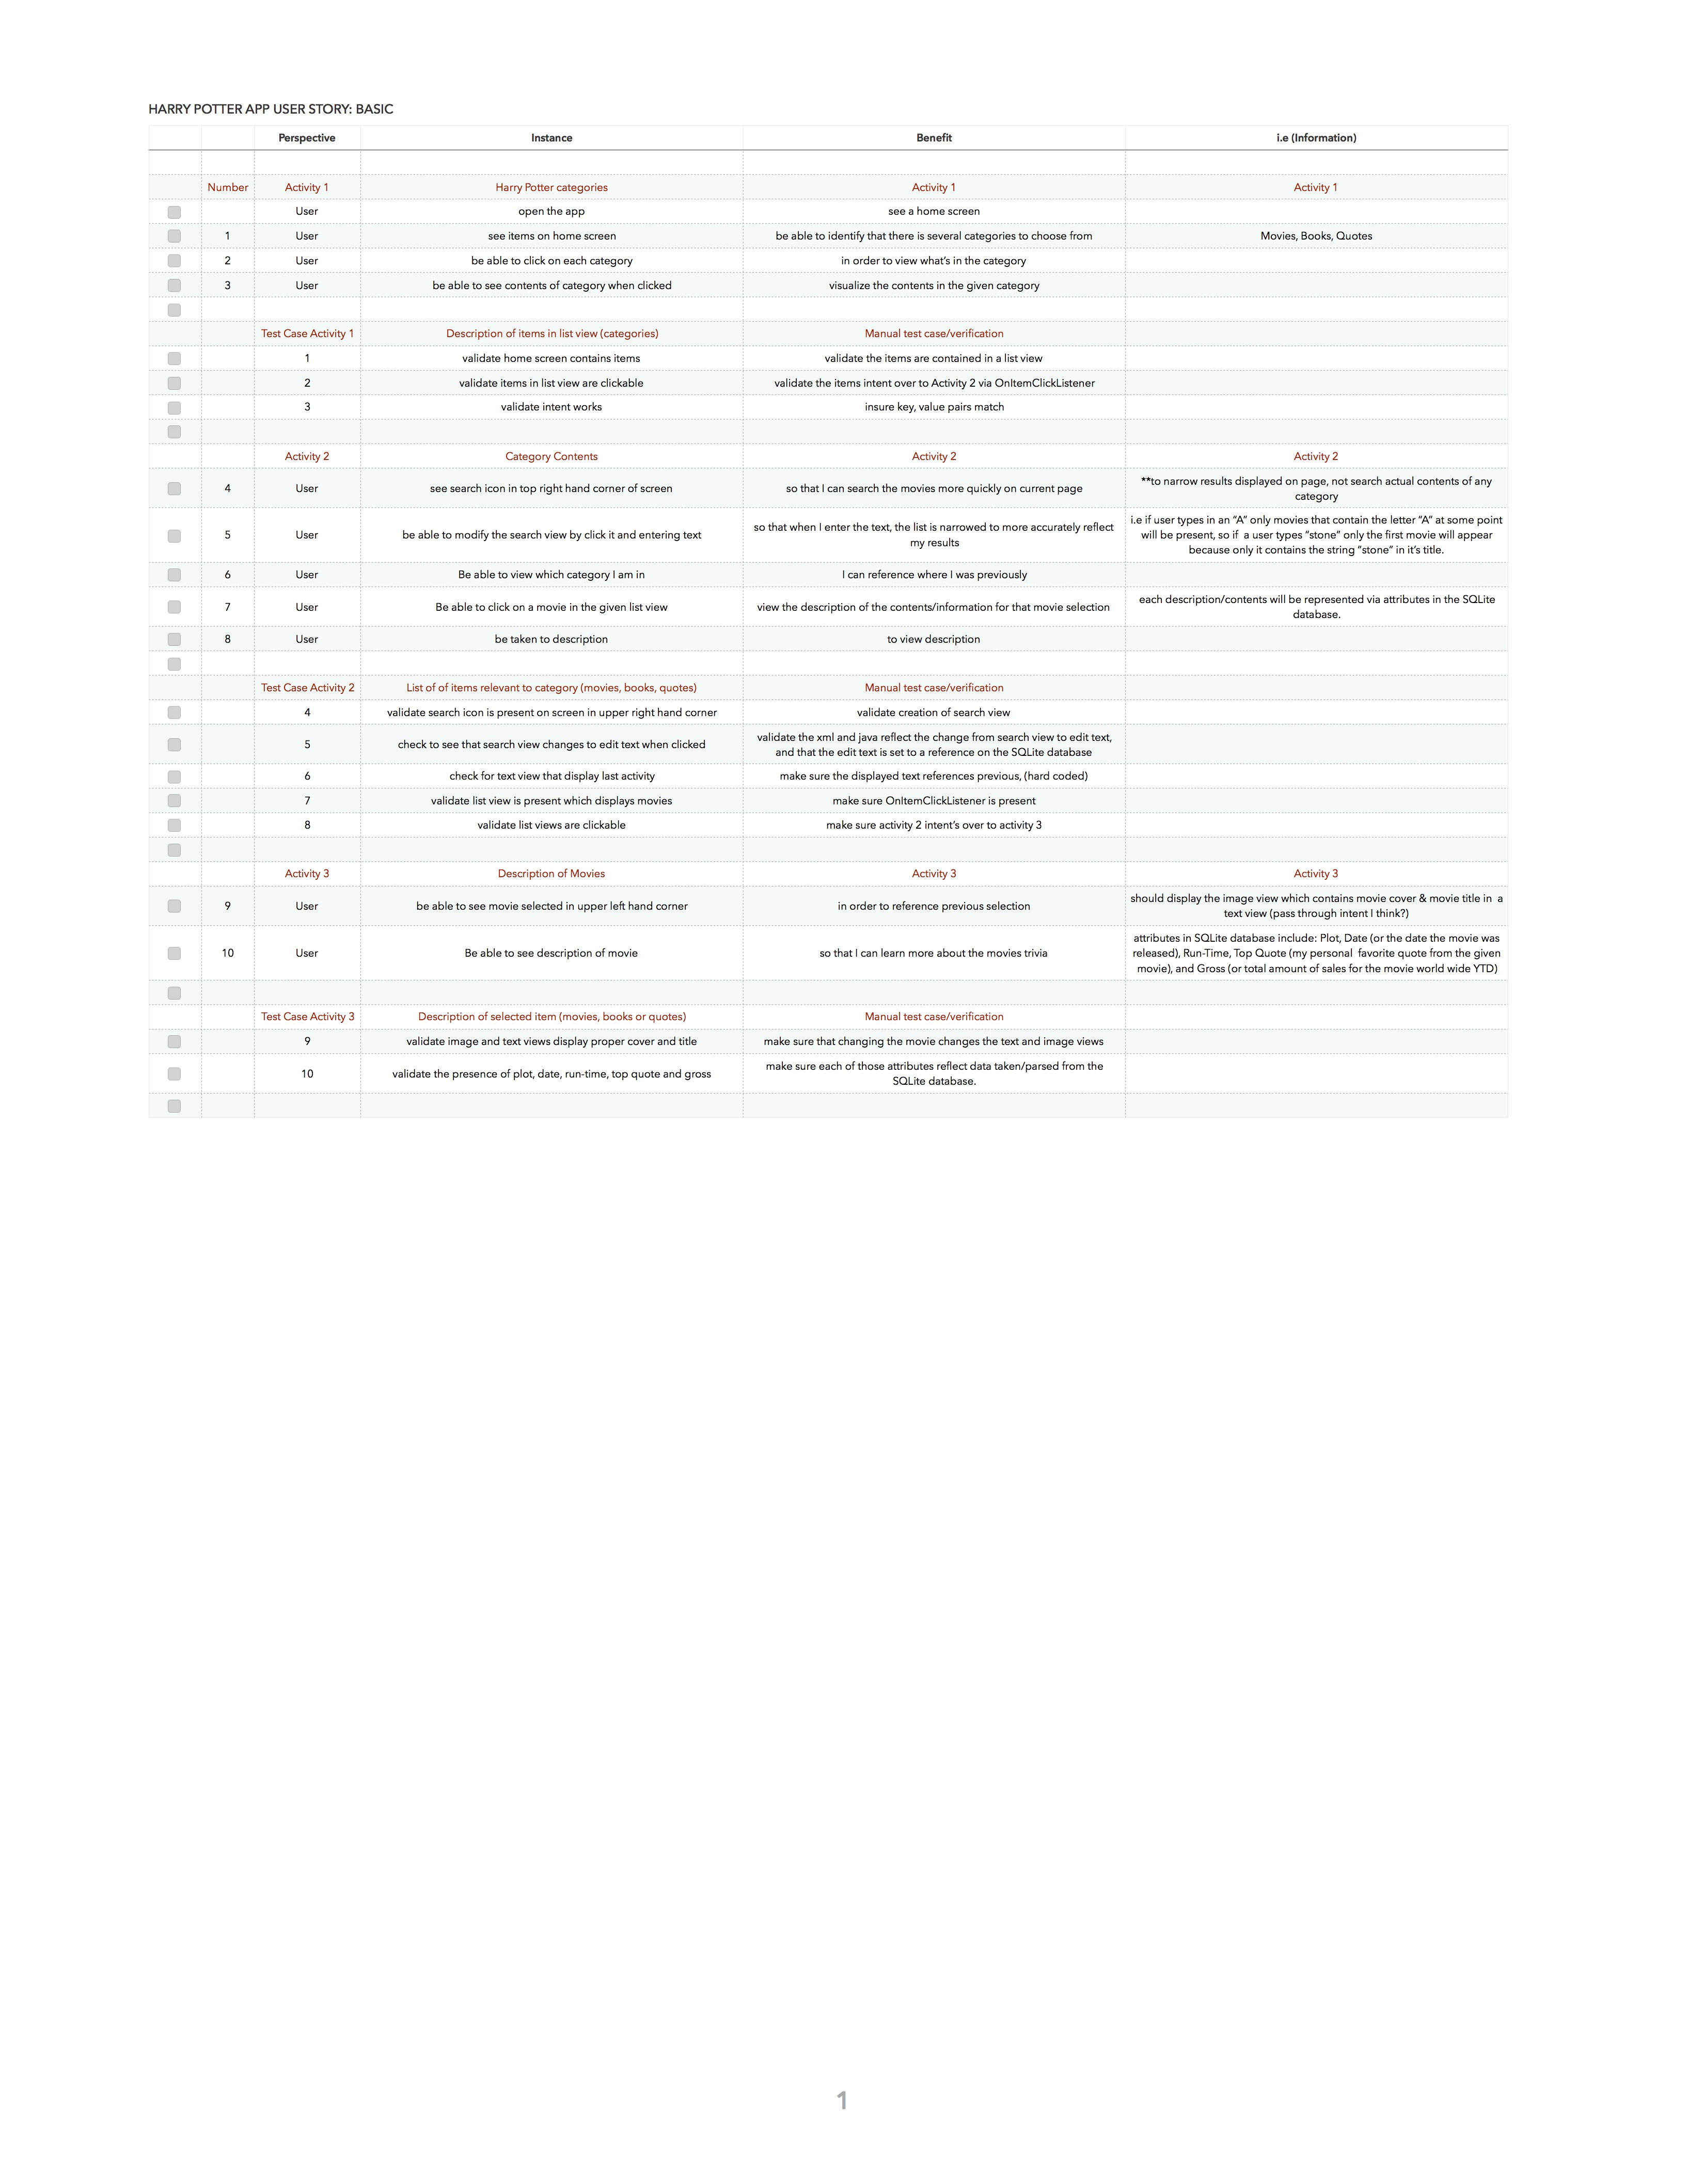 HARRY POTTER APP USER STORY: BASIC
Perspective Instance Benefit i.e (Information)
Number Activity 1 Harry Potter categories Activity 1 Activity 1
User open the app see a home screen
1 User see items on home screen be able to identify that there is several categories to choose from Movies, Books, Quotes
2 User be able to click on each category in order to view what’s in the category
3 User be able to see contents of category when clicked visualize the contents in the given category
Test Case Activity 1 Description of items in list view (categories) Manual test case/verification
1 validate home screen contains items validate the items are contained in a list view
2 validate items in list view are clickable validate the items intent over to Activity 2 via OnItemClickListener
3 validate intent works insure key, value pairs match
Activity 2 Category Contents Activity 2 Activity 2
4 User see search icon in top right hand corner of screen so that I can search the movies more quickly on current page **to narrow results displayed on page, not search actual contents of any
category
5 User be able to modify the search view by click it and entering text so that when I enter the text, the list is narrowed to more accurately reflect
my results
i.e if user types in an “A” only movies that contain the letter “A” at some point
will be present, so if a user types “stone” only the first movie will appear
because only it contains the string “stone” in it’s title.
6 User Be able to view which category I am in I can reference where I was previously
7 User Be able to click on a movie in the given list view view the description of the contents/information for that movie selection each description/contents will be represented via attributes in the SQLite
database.
8 User be taken to description to view description
Test Case Activity 2 List of of items relevant to category (movies, books, quotes) Manual test case/verification
4 validate search icon is present on screen in upper right hand corner validate creation of search view
5 check to see that search view changes to edit text when clicked validate the xml and java reflect the change from search view to edit text,
and that the edit text is set to a reference on the SQLite database
6 check for text view that display last activity make sure the displayed text references previous, (hard coded)
7 validate list view is present which displays movies make sure OnItemClickListener is present
8 validate list views are clickable make sure activity 2 intent’s over to activity 3
Activity 3 Description of Movies Activity 3 Activity 3
9 User be able to see movie selected in upper left hand corner in order to reference previous selection should display the image view which contains movie cover & movie title in a
text view (pass through intent I think?)
10 User Be able to see description of movie so that I can learn more about the movies trivia attributes in SQLite database include: Plot, Date (or the date the movie was
released), Run-Time, Top Quote (my personal favorite quote from the given
movie), and Gross (or total amount of sales for the movie world wide YTD)
Test Case Activity 3 Description of selected item (movies, books or quotes) Manual test case/verification
9 validate image and text views display proper cover and title make sure that changing the movie changes the text and image views
10 validate the presence of plot, date, run-time, top quote and gross make sure each of those attributes reflect data taken/parsed from the
SQLite database.
1